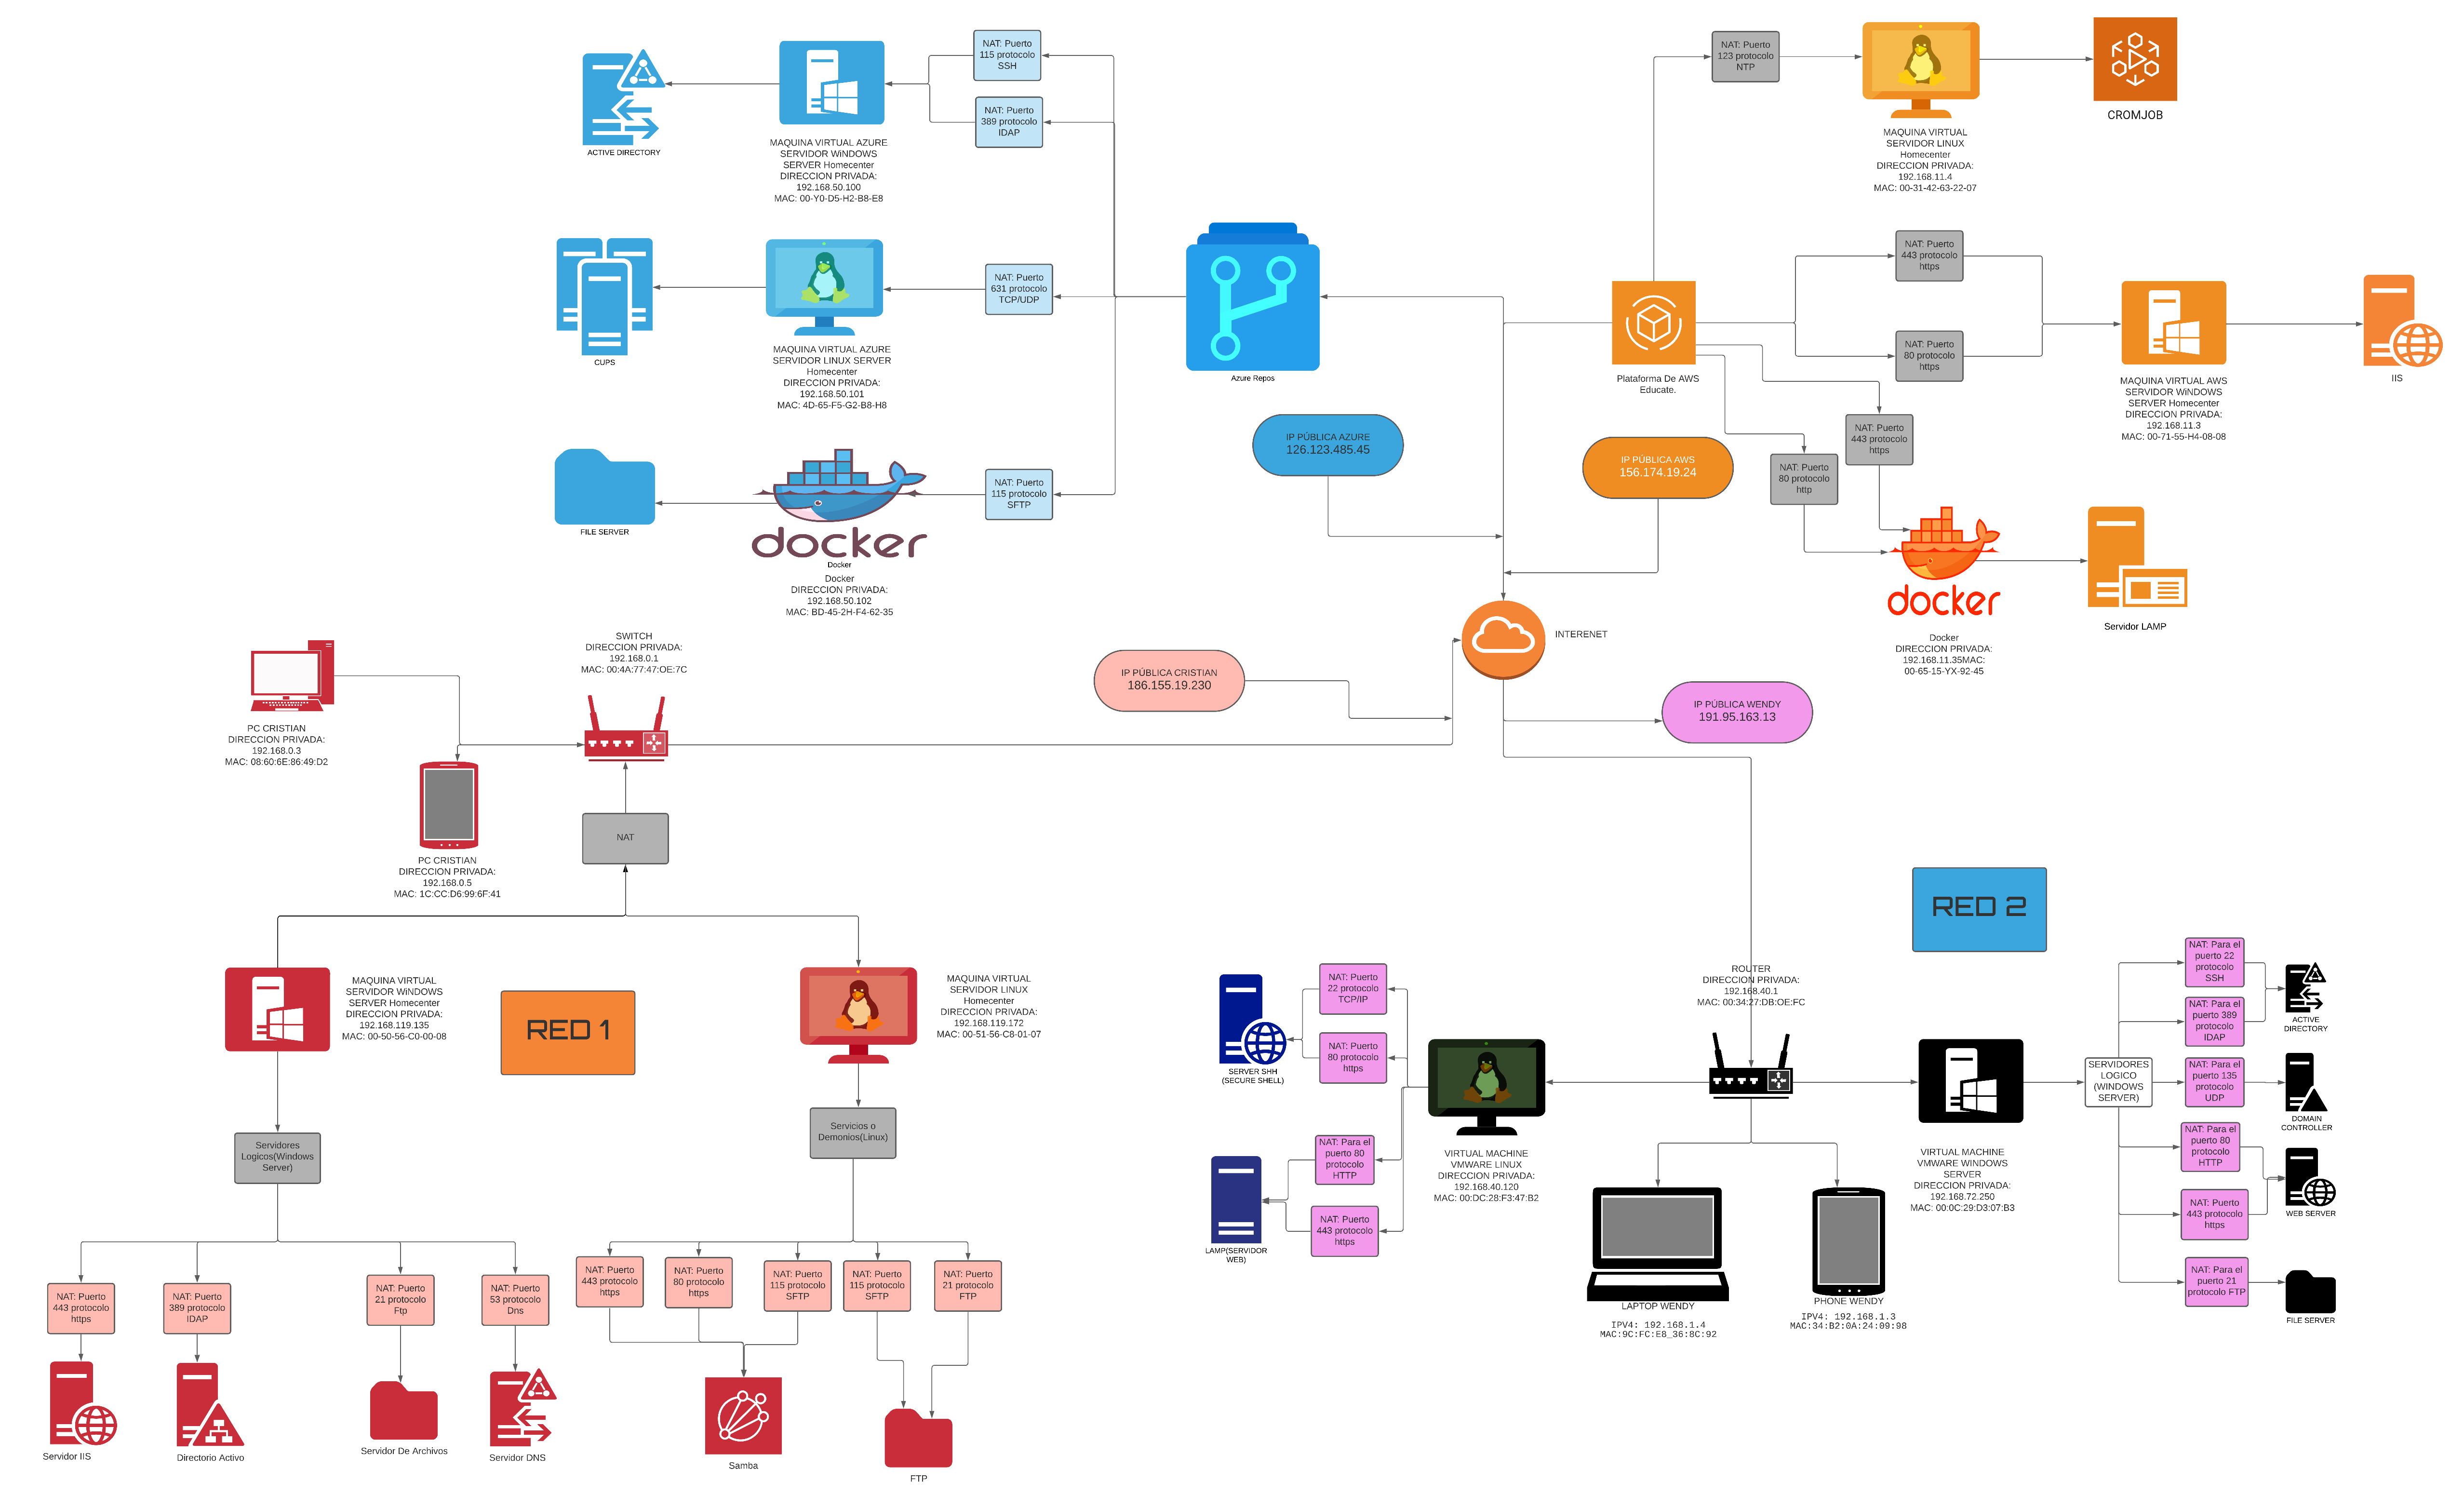 NAT: Puerto
115 protocolo
SSH
NAT: Puerto
389 protocolo
IDAP
ACTIVE DIRECTORY
MAQUINA VIRTUAL AZURE
SERVIDOR WiNDOWS
SERVER Homecenter
DIRECCION PRIVADA:
192.168.50.100
MAC: 00-Y0-D5-H2-B8-E8
NAT: Puerto
123 protocolo
NTP
MAQUINA VIRTUAL
SERVIDOR LINUX
Homecenter
DIRECCION PRIVADA:
192.168.11.4
MAC: 00-31-42-63-22-07
CROMJOB
CUPS
MAQUINA VIRTUAL AZURE
SERVIDOR LINUX SERVER
Homecenter
DIRECCION PRIVADA:
192.168.50.101
MAC: 4D-65-F5-G2-B8-H8
NAT: Puerto
631 protocolo
TCP/UDP
Azure Repos
Plataforma De AWS
Educate.
NAT: Puerto
443 protocolo
https
NAT: Puerto
80 protocolo
https
MAQUINA VIRTUAL AWS
SERVIDOR WiNDOWS
SERVER Homecenter
DIRECCION PRIVADA:
192.168.11.3
MAC: 00-71-55-H4-08-08
IIS
IP PÚBLICA AZURE
126.123.485.45
IP PÚBLICA AWS
156.174.19.24
NAT: Puerto
443 protocolo
https
NAT: Puerto
80 protocolo
http
FILE SERVER
docker
Docker
Docker
DIRECCION PRIVADA:
192.168.50.102
MAC: BD-45-2H-F4-62-35
NAT: Puerto
115 protocolo
SFTP
docker
Docker
DIRECCION PRIVADA:
192.168.11.35MAC:
00-65-15-YX-92-45
Servidor LAMP
INTERENET
SWITCH
DIRECCION PRIVADA:
192.168.0.1
MAC: 00:4A:77:47:OE:7C
IP PÚBLICA CRISTIAN
186.155.19.230
IP PÚBLICA WENDY
191.95.163.13
PC CRISTIAN
DIRECCION PRIVADA:
192.168.0.3
MAC: 08:60:6E:86:49:D2
PC CRISTIAN
DIRECCION PRIVADA:
192.168.0.5
MAC: 1C:CC:D6:99:6F:41
NAT
RED 2
MAQUINA VIRTUAL
SERVIDOR WiNDOWS
SERVER Homecenter
DIRECCION PRIVADA:
192.168.119.135
MAC: 00-50-56-C0-00-08
RED 1
MAQUINA VIRTUAL
SERVIDOR LINUX
Homecenter
DIRECCION PRIVADA:
192.168.119.172
MAC: 00-51-56-C8-01-07
Servidores
Logicos(Windows
Server)
Servicios o
Demonios(Linux)
NAT: Puerto
443 protocolo
https
NAT: Puerto
389 protocolo
IDAP
NAT: Puerto
21 protocolo
Ftp
NAT: Puerto
53 protocolo
Dns
NAT: Puerto
443 protocolo
https
NAT: Puerto
80 protocolo
https
NAT: Puerto
115 protocolo
SFTP
NAT: Puerto
115 protocolo
SFTP
NAT: Puerto
21 protocolo
FTP
Servidor IIS
Directorio Activo
Servidor De Archivos
Servidor DNS
Samba
FTP
NAT: Puerto
22 protocolo
TCP/IP
NAT: Puerto
80 protocolo
https
SERVER SHH
(SECURE SHELL)
NAT: Para el
puerto 80
protocolo
HTTP
NAT: Puerto
443 protocolo
https
LAMP(SERVIDOR
WEB)
VIRTUAL MACHINE
VMWARE LINUX
DIRECCION PRIVADA:
192.168.40.120
MAC: 00:DC:28:F3:47:B2
ROUTER
DIRECCION PRIVADA:
192.168.40.1
MAC: 00:34:27:DB:OE:FC
LAPTOP WENDY
IPV4: 192.168.1.4
MAC:9C:FC:E8_36:8C:92
PHONE WENDY
IPV4: 192.168.1.3
MAC:34:B2:0A:24:09:98
VIRTUAL MACHINE
VMWARE WINDOWS
SERVER
DIRECCION PRIVADA:
192.168.72.250
MAC: 00:0C:29:D3:07:B3
SERVIDORES
LOGICO
(WINDOWS
SERVER)
NAT: Para el
puerto 22
protocolo
SSH
NAT: Para el
puerto 389
protocolo
IDAP
NAT: Para el
puerto 135
protocolo
UDP
NAT: Para el
puerto 80
protocolo
HTTP
NAT: Puerto
443 protocolo
https
NAT: Para el
puerto 21
protocolo FTP
ACTIVE
DIRECTORY
DOMAIN
CONTROLLER
WEB SERVER
FILE SERVER